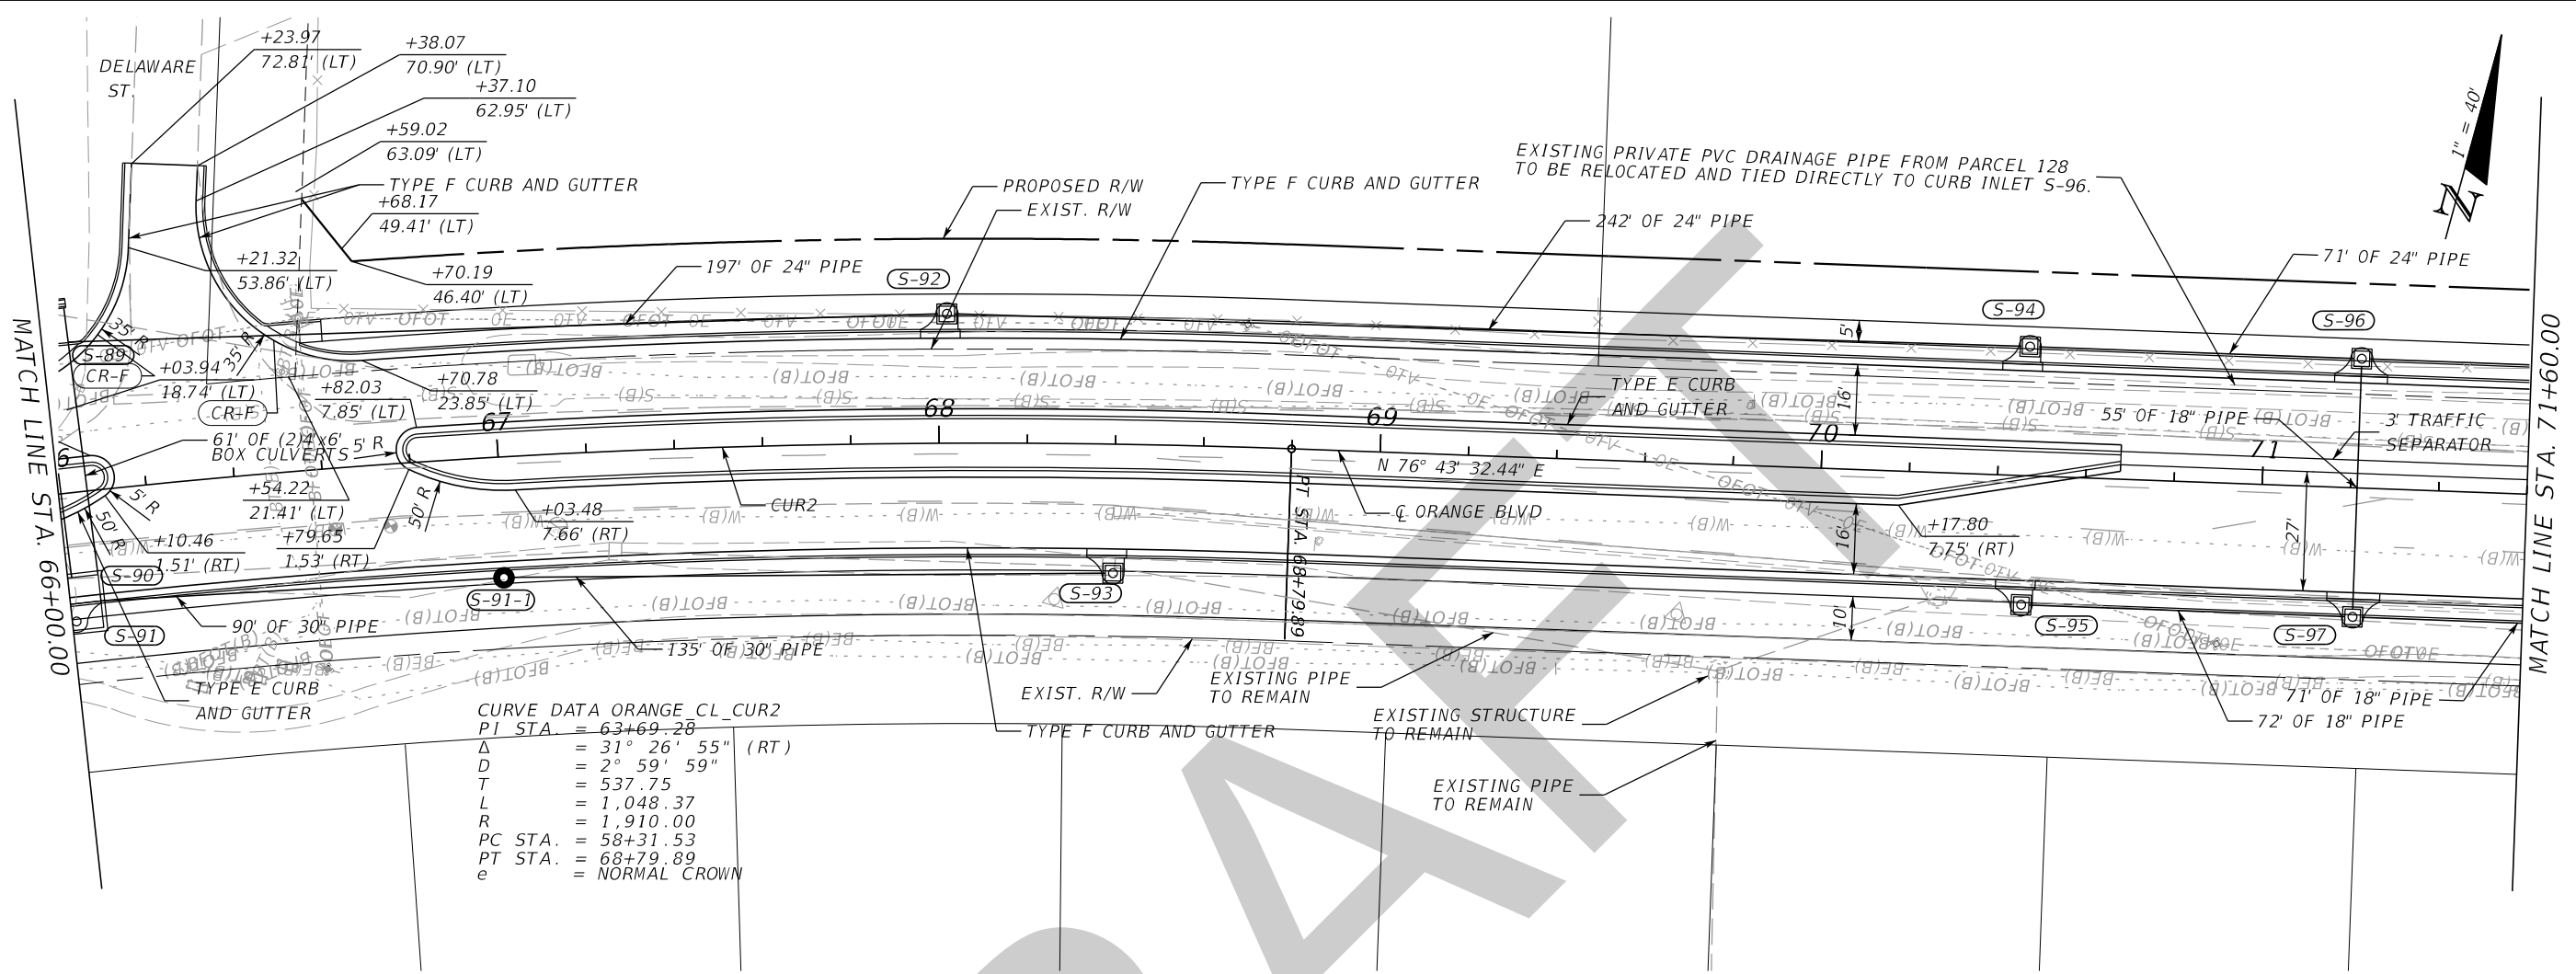 DELAWARE
ST.
+23.97
72.81' (LT)
+38.07
70.90' (LT)
+37.10
62.95' (LT)
+59.02
63.09' (LT)
TYPE F CURB AND GUTTER
+68.17
49.41' (LT)
+21.32
53.86' (LT)
+70.19
46.40' (LT)
PROPOSED R/W
EXIST. R/W
TYPE F CURB AND GUTTER
197' OF 24" PIPE
S-92
242' OF 24" PIPE
EXISTING PRIVATE PVC DRAINAGE PIPE FROM PARCEL 128
TO BE RELOCATED AND TIED DIRECTLY TO CURB INLET S-96.
71' OF 24" PIPE
S-94
S-96
1" = 40'
N
MATCH LINE STA. 66+00.00
MATCH LINE STA. 71+60.00
35' R
35' R
S-89
CR-F
+03.94
18.74' (LT)
CR-F
+82.03
7.85' (LT)
+70.78
23.85' (LT)
61' OF (2)4'x6'
BOX CULVERTS
5' R
5' R
50' R
50' R
+54.22
21.41' (LT)
+10.46
1.51' (RT)
+79.65
1.53' (RT)
+03.48
7.66' (RT)
67
68
69
70
71
CUR2
N 76° 43' 32.44" E
℄ ORANGE BLVD
PT STA. 68+79.89
TYPE E CURB
AND GUTTER
5'
16'
16'
10'
27'
55' OF 18" PIPE
3' TRAFFIC
SEPARATOR
+17.80
7.75' (RT)
S-90
S-91
S-91-1
S-93
S-95
S-97
90' OF 30" PIPE
135' OF 30" PIPE
TYPE E CURB
AND GUTTER
EXIST. R/W
EXISTING PIPE
TO REMAIN
TYPE F CURB AND GUTTER
EXISTING STRUCTURE
TO REMAIN
EXISTING PIPE
TO REMAIN
71' OF 18" PIPE
72' OF 18" PIPE
CURVE DATA ORANGE_CL_CUR2
PI STA. = 63+69.28
Δ = 31° 26' 55" (RT)
D = 2° 59' 59"
T = 537.75
L = 1,048.37
R = 1,910.00
PC STA. = 58+31.53
PT STA. = 68+79.89
e = NORMAL CROWN